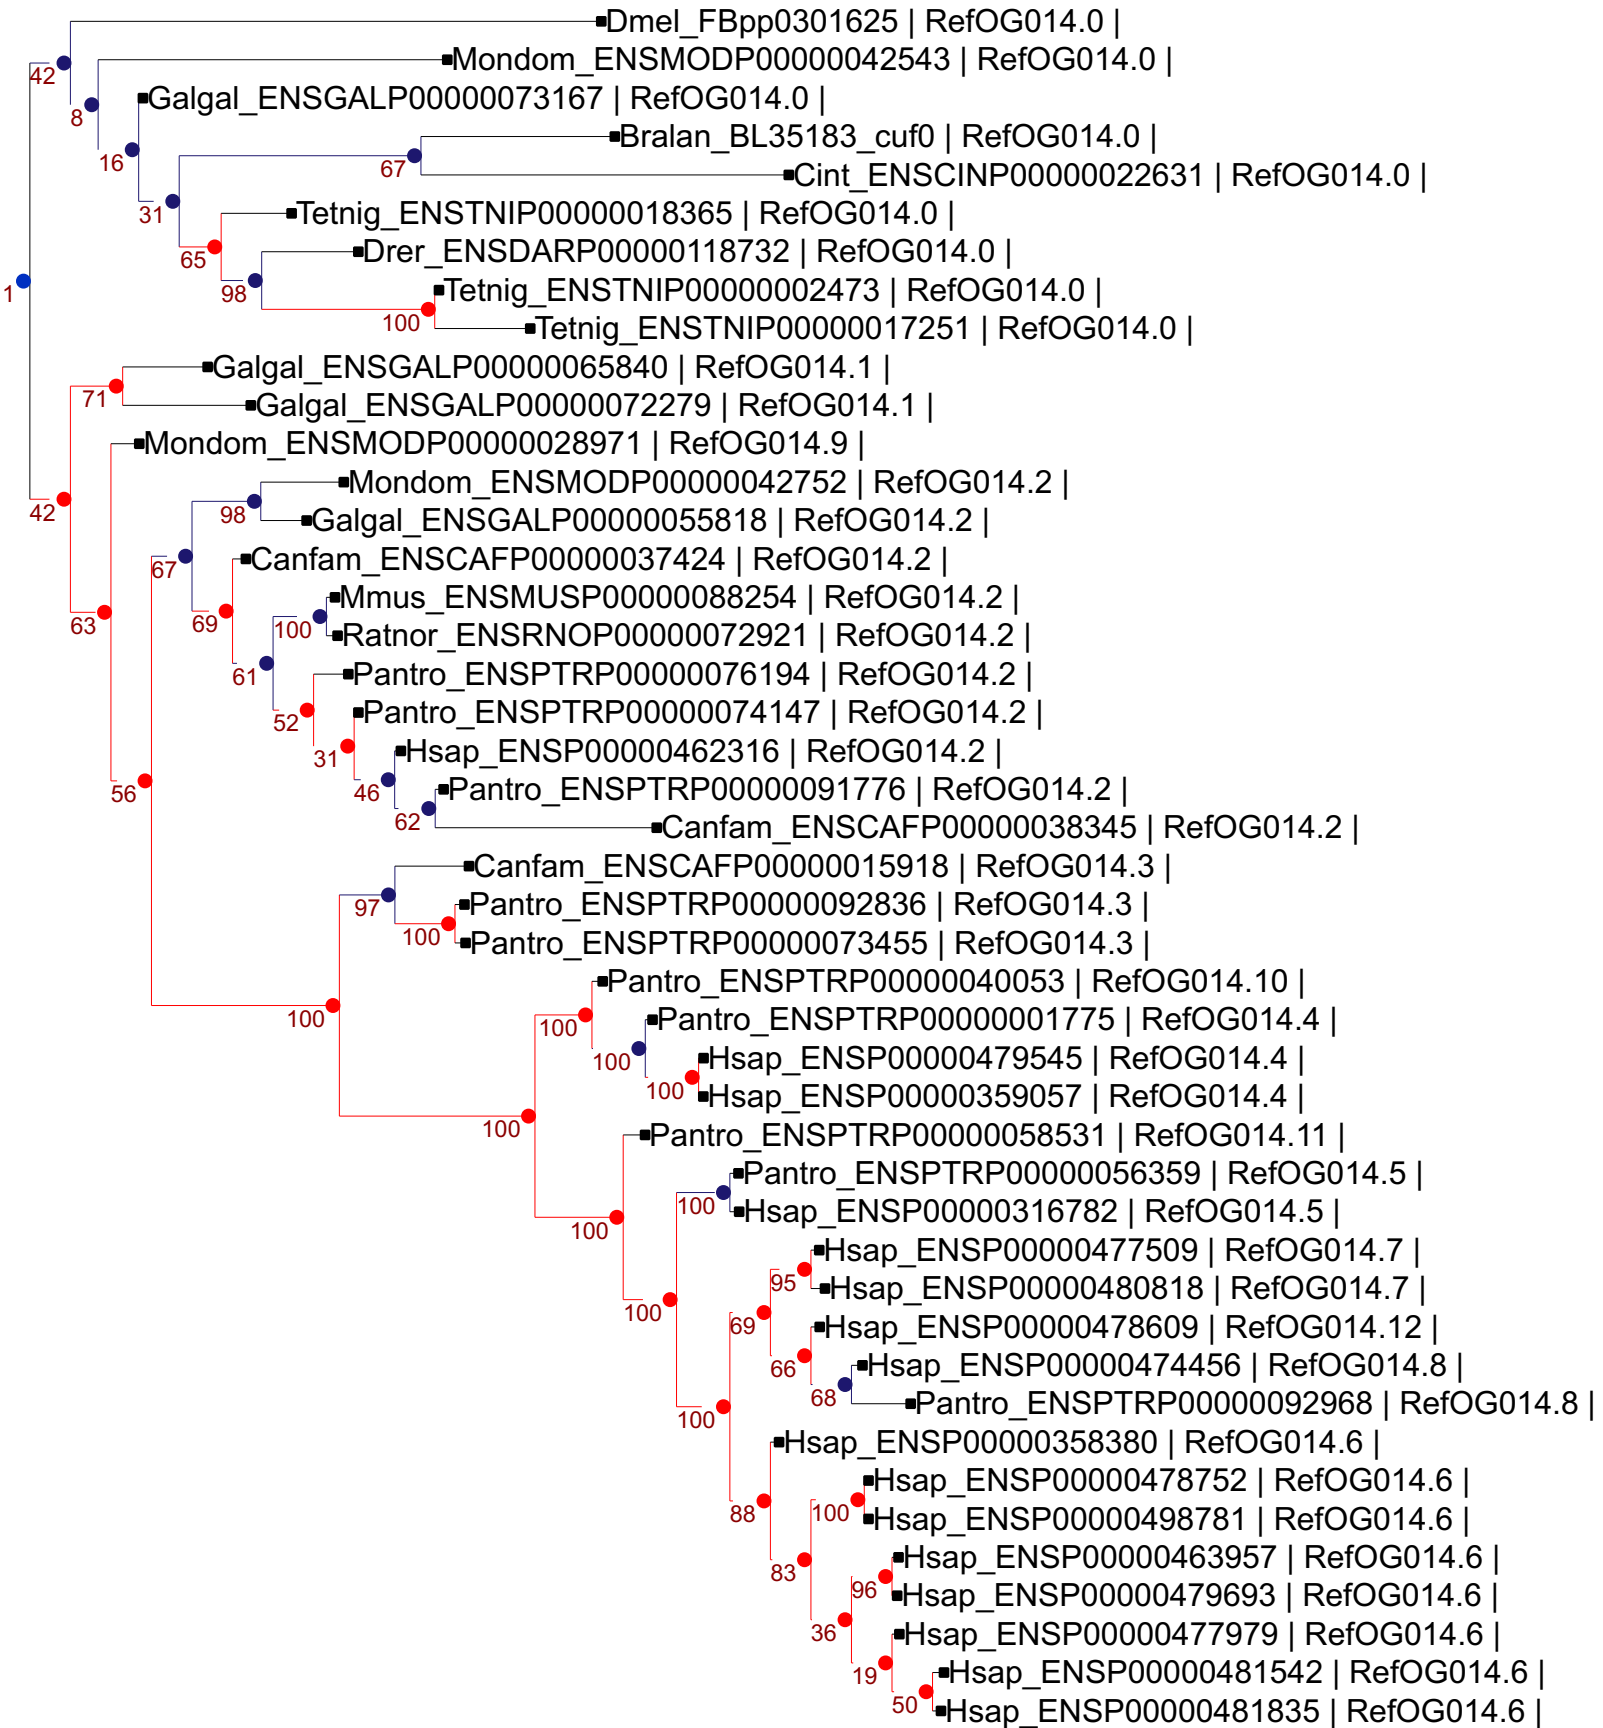 Dmel_FBpp0301625 | RefOG014.0 |
42
Mondom_ENSMODP00000042543 | RefOG014.0 |
8
Galgal_ENSGALP00000073167 | RefOG014.0 |
16
Bralan_BL35183_cuf0 | RefOG014.0 |
67
Cint_ENSCINP00000022631 | RefOG014.0 |
31
Tetnig_ENSTNIP00000018365 | RefOG014.0 |
65
Drer_ENSDARP00000118732 | RefOG014.0 |
1
98
Tetnig_ENSTNIP00000002473 | RefOG014.0 |
100
Tetnig_ENSTNIP00000017251 | RefOG014.0 |
Galgal_ENSGALP00000065840 | RefOG014.1 |
71
Galgal_ENSGALP00000072279 | RefOG014.1 |
Mondom_ENSMODP00000028971 | RefOG014.9 |
Mondom_ENSMODP00000042752 | RefOG014.2 |
42
98
Galgal_ENSGALP00000055818 | RefOG014.2 |
Canfam_ENSCAFP00000037424 | RefOG014.2 |
67
Mmus_ENSMUSP00000088254 | RefOG014.2 |
63
69
100
Ratnor_ENSRNOP00000072921 | RefOG014.2 |
61
Pantro_ENSPTRP00000076194 | RefOG014.2 |
52
Pantro_ENSPTRP00000074147 | RefOG014.2 |
31
Hsap_ENSP00000462316 | RefOG014.2 |
56
46
Pantro_ENSPTRP00000091776 | RefOG014.2 |
62
Canfam_ENSCAFP00000038345 | RefOG014.2 |
Canfam_ENSCAFP00000015918 | RefOG014.3 |
97
Pantro_ENSPTRP00000092836 | RefOG014.3 |
100
Pantro_ENSPTRP00000073455 | RefOG014.3 |
Pantro_ENSPTRP00000040053 | RefOG014.10 |
100
100
Pantro_ENSPTRP00000001775 | RefOG014.4 |
100
Hsap_ENSP00000479545 | RefOG014.4 |
100
Hsap_ENSP00000359057 | RefOG014.4 |
100
Pantro_ENSPTRP00000058531 | RefOG014.11 |
Pantro_ENSPTRP00000056359 | RefOG014.5 |
100
Hsap_ENSP00000316782 | RefOG014.5 |
100
Hsap_ENSP00000477509 | RefOG014.7 |
95
Hsap_ENSP00000480818 | RefOG014.7 |
100
69
Hsap_ENSP00000478609 | RefOG014.12 |
66
Hsap_ENSP00000474456 | RefOG014.8 |
68
Pantro_ENSPTRP00000092968 | RefOG014.8 |
100
Hsap_ENSP00000358380 | RefOG014.6 |
Hsap_ENSP00000478752 | RefOG014.6 |
88
100
Hsap_ENSP00000498781 | RefOG014.6 |
Hsap_ENSP00000463957 | RefOG014.6 |
83
96
Hsap_ENSP00000479693 | RefOG014.6 |
36
Hsap_ENSP00000477979 | RefOG014.6 |
19
Hsap_ENSP00000481542 | RefOG014.6 |
50
Hsap_ENSP00000481835 | RefOG014.6 |